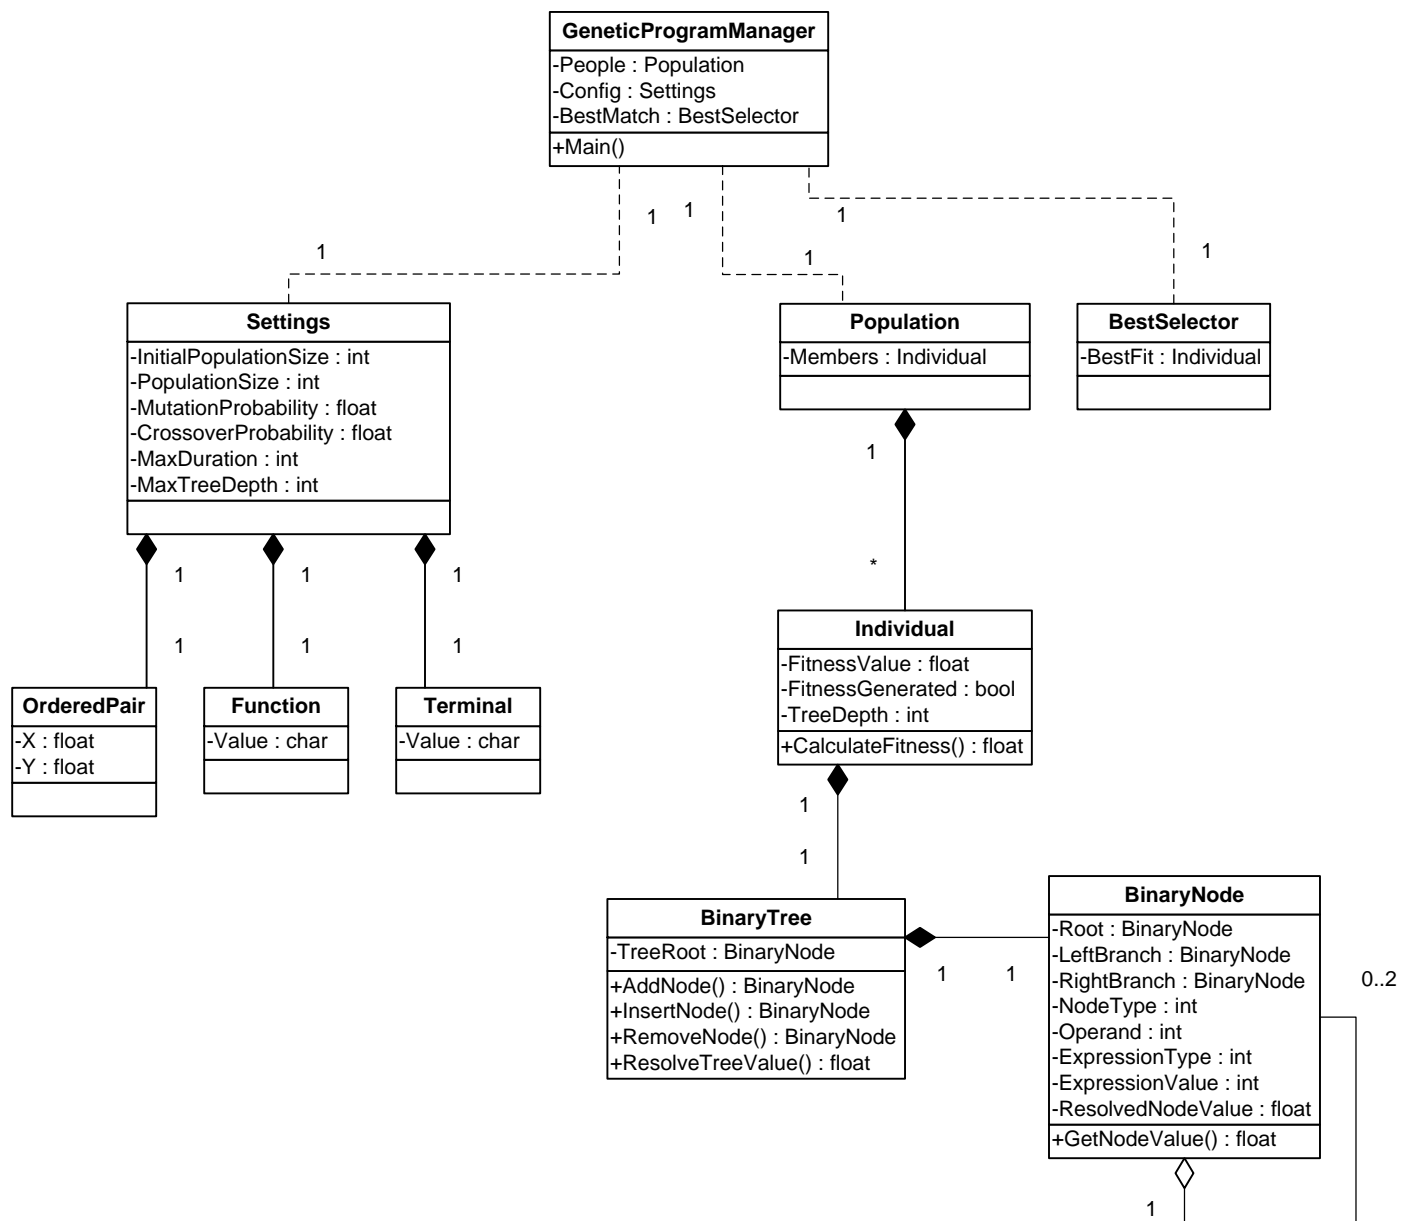 GeneticProgramManager
-People : Population
-Config : Settings
-BestMatch : BestSelector
+Main()
1
1
1
1
1
1
Settings
-InitialPopulationSize : int
-PopulationSize : int
-MutationProbability : float
-CrossoverProbability : float
-MaxDuration : int
-MaxTreeDepth : int
Population
-Members : Individual
BestSelector
-BestFit : Individual
1
*
1
1
1
1
1
1
OrderedPair
-X : float
-Y : float
Function
-Value : char
Terminal
-Value : char
Individual
-FitnessValue : float
-FitnessGenerated : bool
-TreeDepth : int
+CalculateFitness() : float
1
1
BinaryTree
-TreeRoot : BinaryNode
+AddNode() : BinaryNode
+InsertNode() : BinaryNode
+RemoveNode() : BinaryNode
+ResolveTreeValue() : float
1
1
BinaryNode
-Root : BinaryNode
-LeftBranch : BinaryNode
-RightBranch : BinaryNode
-NodeType : int
-Operand : int
-ExpressionType : int
-ExpressionValue : int
-ResolvedNodeValue : float
+GetNodeValue() : float
0..2
1